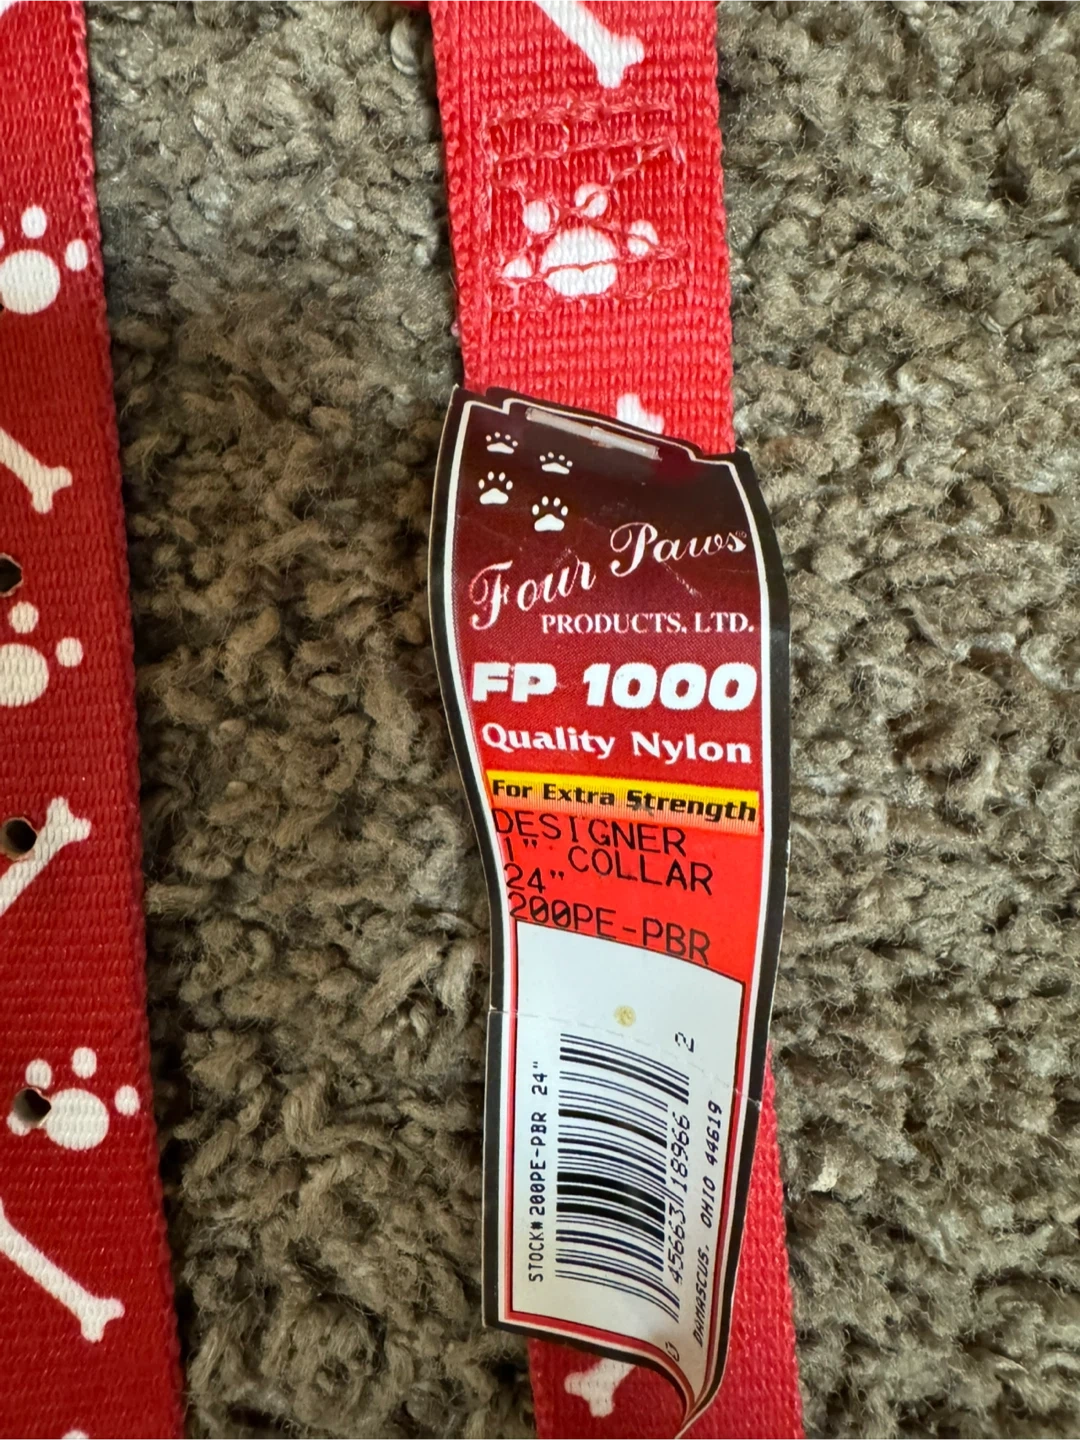 Four Paws®
PRODUCTS, LTD.
FP 1000
Quality Nylon
For Extra Strength
DESIGNER
1" COLLAR
24"
200PE-PBR
STOCK# 200PE-PBR 24"
0 45663 18966 2
DAMASCUS, OHIO 44619